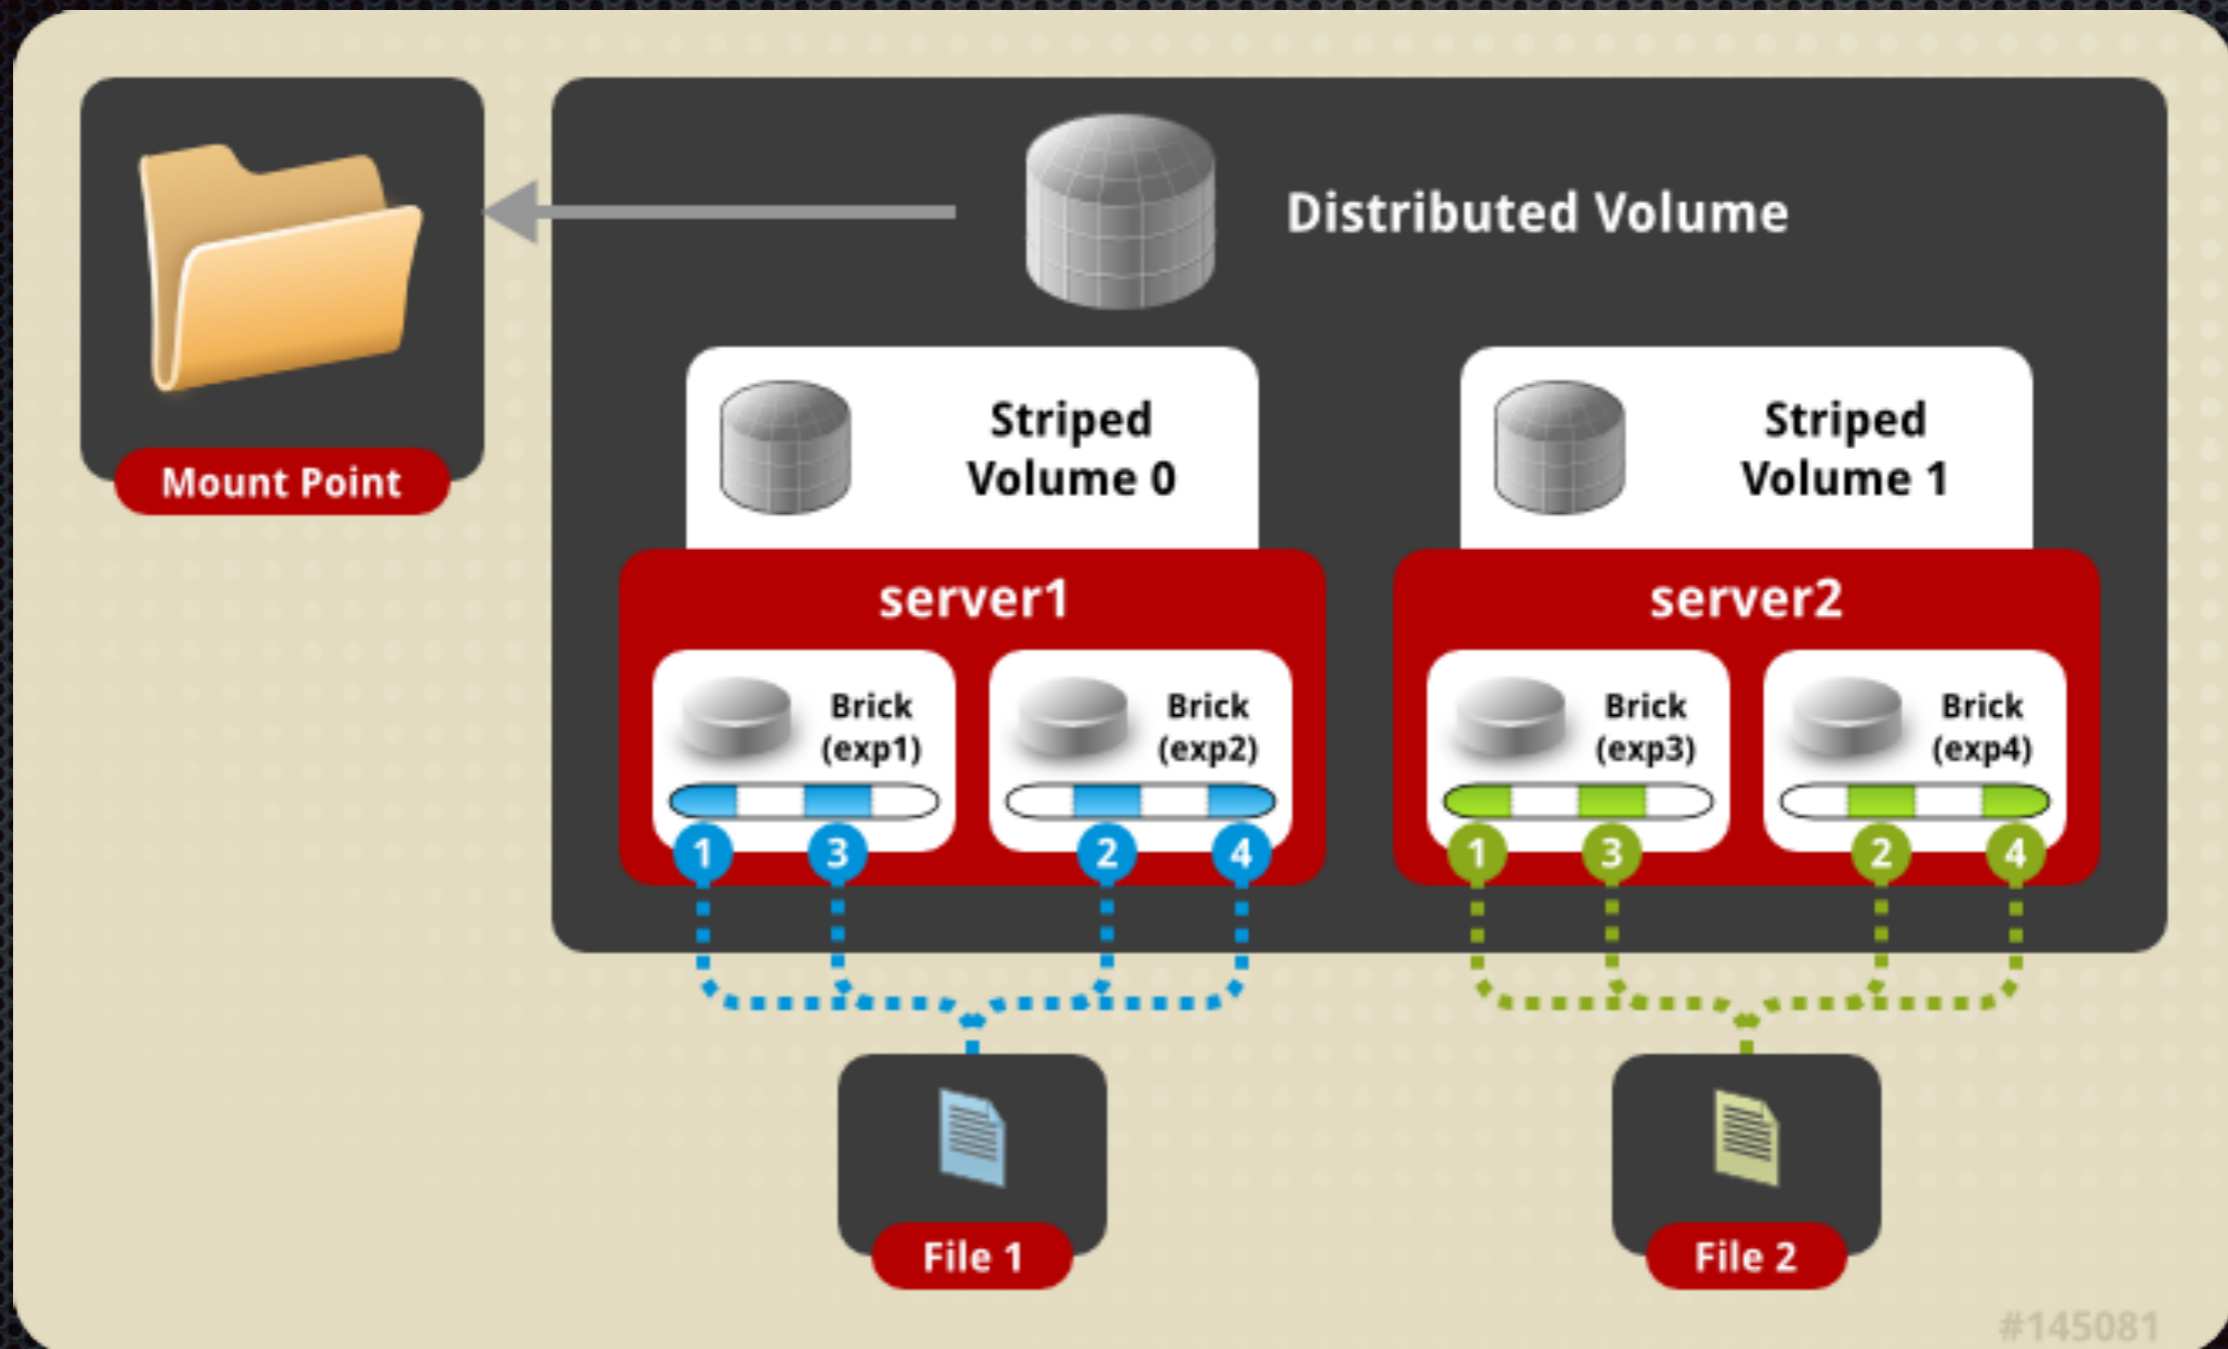 Distributed Volume
Mount Point
Striped
Volume 0
Striped
Volume 1
server1
server2
Brick
(exp1)
Brick
(exp2)
Brick
(exp3)
Brick
(exp4)
1 3 2 4
1 3 2 4
File 1
File 2
#145081